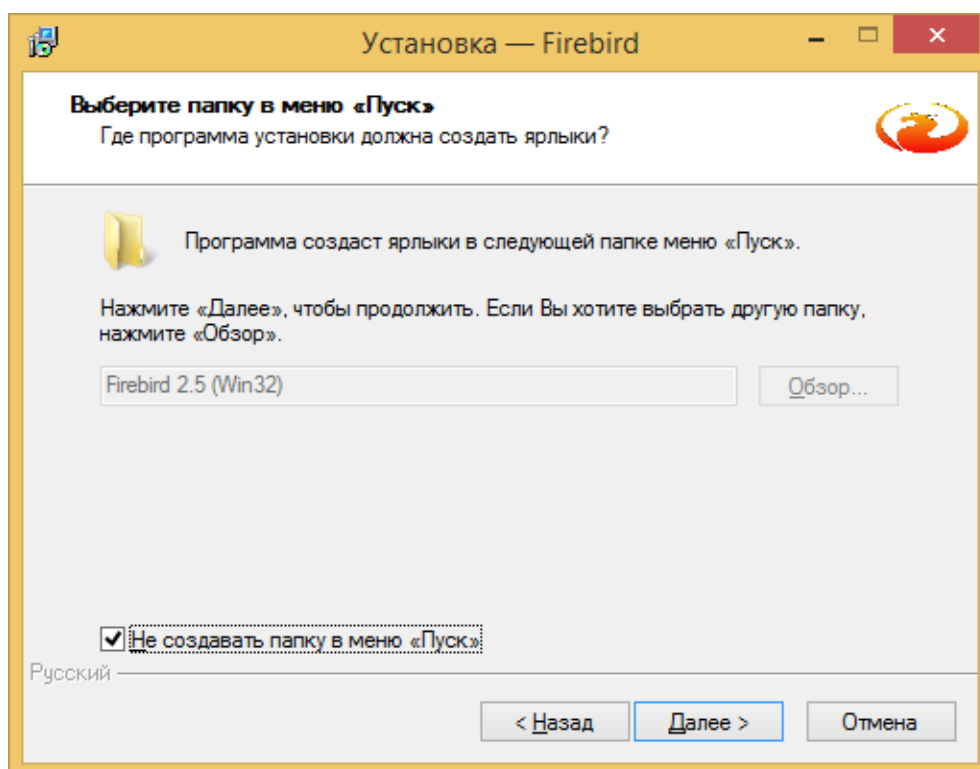 Установка — Firebird
Выберите папку в меню «Пуск»
Где программа установки должна создать ярлыки?
Программа создаст ярлыки в следующей папке меню «Пуск».
Нажмите «Далее», чтобы продолжить. Если Вы хотите выбрать другую папку,
нажмите «Обзор».
Firebird 2.5 (Win32)
Обзор...
Не создавать папку в меню «Пуск»
Русский
< Назад
Далее >
Отмена